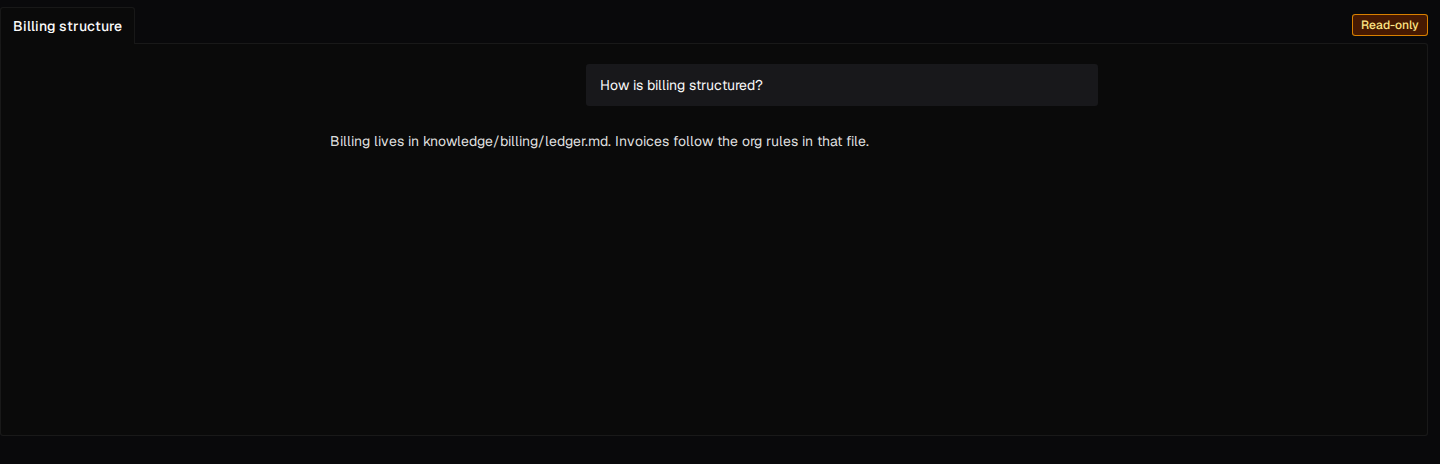 Billing structure
Read-only
How is billing structured?
Billing lives in knowledge/billing/ledger.md. Invoices follow the org rules in that file.